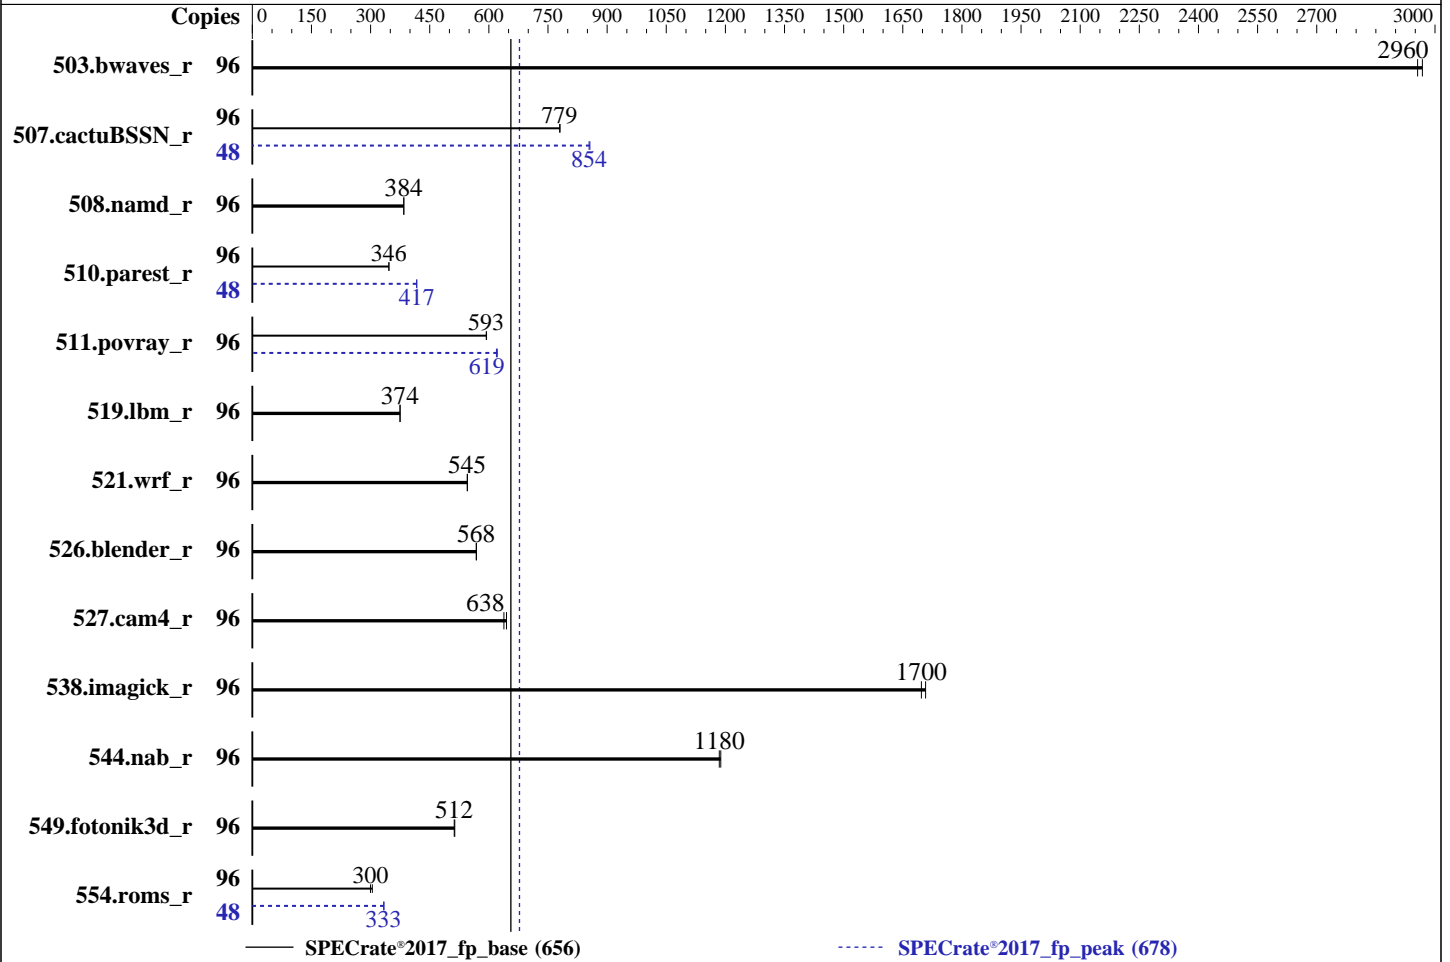 Copies 0 150 300 450 600 750 900 1050 1200 1350 1500 1650 1800 1950 2100 2250 2400 2550 2700 3000
503.bwaves_r 96 2960
507.cactuBSSN_r 96 779
48 854
508.namd_r 96 384
510.parest_r 96 346
48 417
511.povray_r 96 593
619
519.lbm_r 96 374
521.wrf_r 96 545
526.blender_r 96 568
527.cam4_r 96 638
538.imagick_r 96 1700
544.nab_r 96 1180
549.fotonik3d_r 96 512
554.roms_r 96 300
48 333
SPECrate®2017_fp_base (656) SPECrate®2017_fp_peak (678)